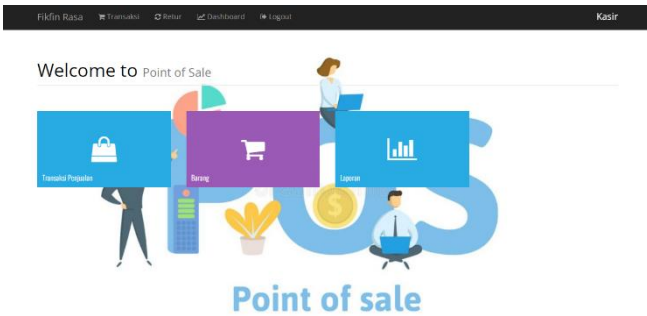 Fikfin Rasa Transaksi Retur Dashboard Logout Kasir
Welcome to Point of Sale
Transaksi Penjualan Barang Laporan
POS
Point of sale